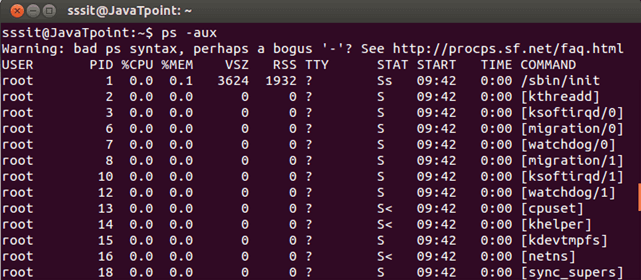 sssit@JavaTpoint: ~
sssit@JavaTpoint:~$ ps -aux
Warning: bad ps syntax, perhaps a bogus '-'? See http://procps.sf.net/faq.html
USER       PID %CPU %MEM    VSZ   RSS TTY      STAT START   TIME COMMAND
root         1  0.0  0.1   3624  1932 ?        Ss   09:42   0:00 /sbin/init
root         2  0.0  0.0      0     0 ?        S    09:42   0:00 [kthreadd]
root         3  0.0  0.0      0     0 ?        S    09:42   0:00 [ksoftirqd/0]
root         6  0.0  0.0      0     0 ?        S    09:42   0:00 [migration/0]
root         7  0.0  0.0      0     0 ?        S    09:42   0:00 [watchdog/0]
root         8  0.0  0.0      0     0 ?        S    09:42   0:00 [migration/1]
root        10  0.0  0.0      0     0 ?        S    09:42   0:00 [ksoftirqd/1]
root        12  0.0  0.0      0     0 ?        S    09:42   0:00 [watchdog/1]
root        13  0.0  0.0      0     0 ?        S<   09:42   0:00 [cpuset]
root        14  0.0  0.0      0     0 ?        S<   09:42   0:00 [khelper]
root        15  0.0  0.0      0     0 ?        S    09:42   0:00 [kdevtmpfs]
root        16  0.0  0.0      0     0 ?        S<   09:42   0:00 [netns]
root        18  0.0  0.0      0     0 ?        S    09:42   0:00 [sync_supers]